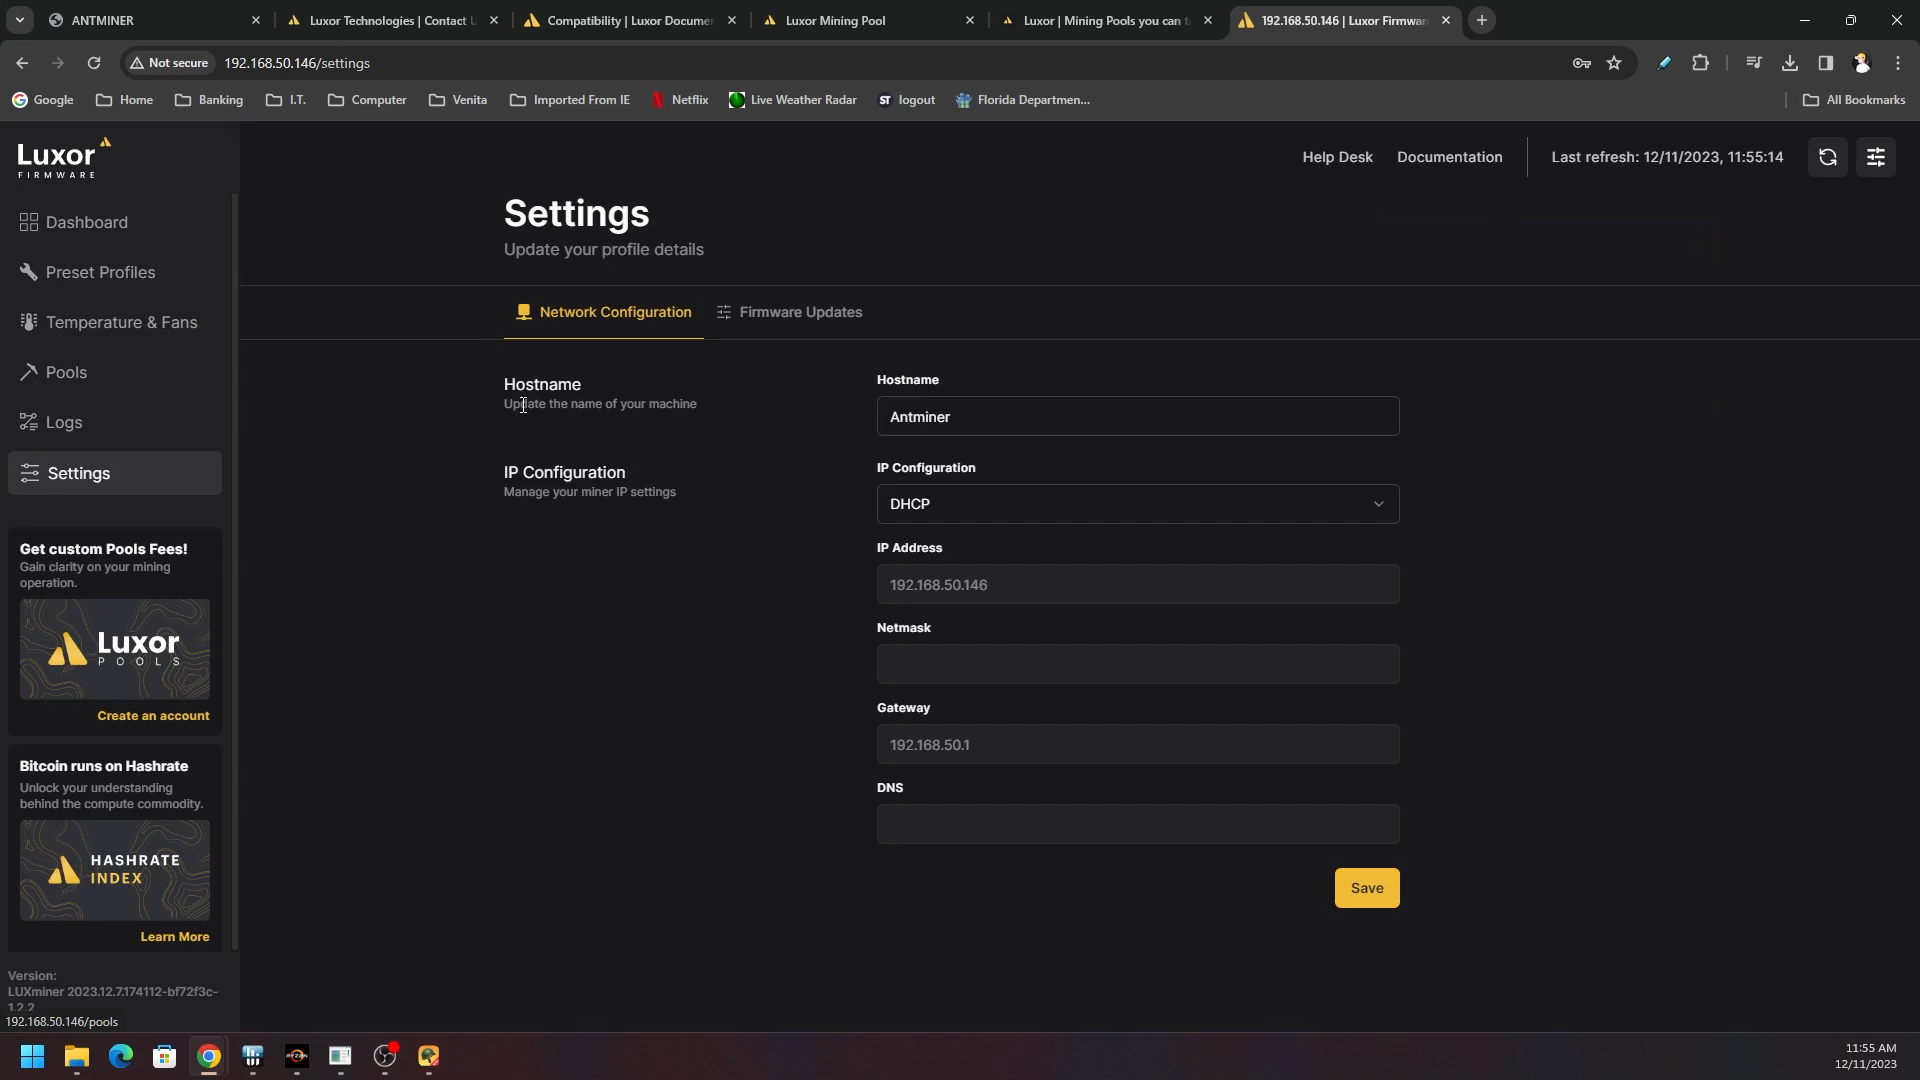 ANTMINER
Luxor Technologies | Contact U
Compatibility | Luxor Documen
Luxor Mining Pool
Luxor | Mining Pools you can t
192.168.50.146 | Luxor Firmwar
Not secure
192.168.50.146/settings
Google
Home
Banking
I.T.
Computer
Venita
Imported From IE
Netflix
Live Weather Radar
ST logout
Florida Departmen...
All Bookmarks
Luxor
FIRMWARE
Help Desk
Documentation
Last refresh: 12/11/2023, 11:55:14
Dashboard
Preset Profiles
Temperature & Fans
Pools
Logs
Settings
Settings
Update your profile details
Network Configuration
Firmware Updates
Hostname
Update the name of your machine
Hostname
Antminer
IP Configuration
Manage your miner IP settings
IP Configuration
DHCP
IP Address
192.168.50.146
Netmask
Gateway
192.168.50.1
DNS
Save
Get custom Pools Fees!
Gain clarity on your mining
operation.
Luxor
POOLS
Create an account
Bitcoin runs on Hashrate
Unlock your understanding
behind the compute commodity.
HASHRATE
INDEX
Learn More
Version:
LUXminer 2023.12.7.174112-bf72f3c-
1.2.2
192.168.50.146/pools
RYZEN
11:55 AM
12/11/2023